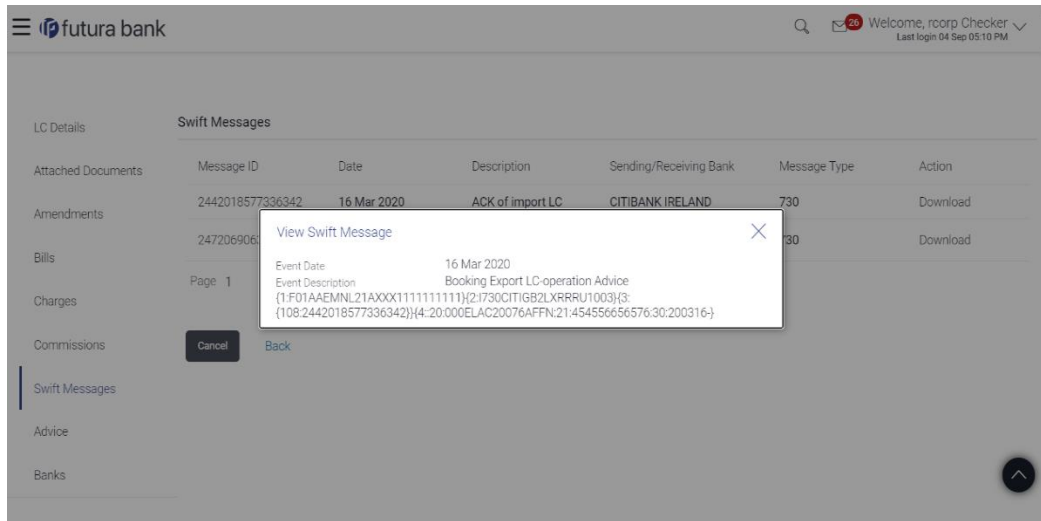 futura bank
26
Welcome, rcorp Checker
Last login 04 Sep 05:10 PM
LC Details
Attached Documents
Amendments
Bills
Charges
Commissions
Swift Messages
Advice
Banks
Swift Messages
Message ID Date Description Sending/Receiving Bank Message Type Action
2442018577336342 16 Mar 2020 ACK of import LC CITIBANK IRELAND 730 Download
Download
Page 1
Cancel Back
View Swift Message
Event Date 16 Mar 2020
Event Description Booking Export LC-operation Advice
{1:F01AAEMNL21AXXX1111111111}{2:I730CITIGB2LXRRRU1003}{3:
{108:2442018577336342}}{4::20:000ELAC20076AFFN:21:454556656576:30:200316-}